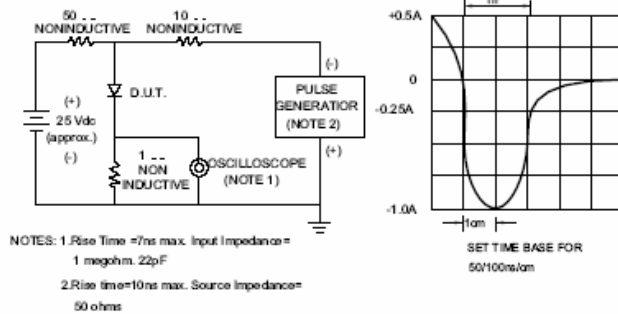 50 --
NONINDUCTIVE
10 --
NONINDUCTIVE
(+)
25 Vdc
(approx.)
(-)
D.U.T.
1 --
NON
INDUCTIVE
OSCILLOSCOPE
(NOTE 1)
(-)
PULSE
GENERATIOR
(NOTE 2)
(+)
NOTES: 1.Rise Time =7ns max. Input Impedance=
1 megohm. 22pF
2.Rise time=10ns max. Source Impedance=
50 ohms
+0.5A
0
-0.25A
-1.0A
1cm
SET TIME BASE FOR
50/100ns/cm